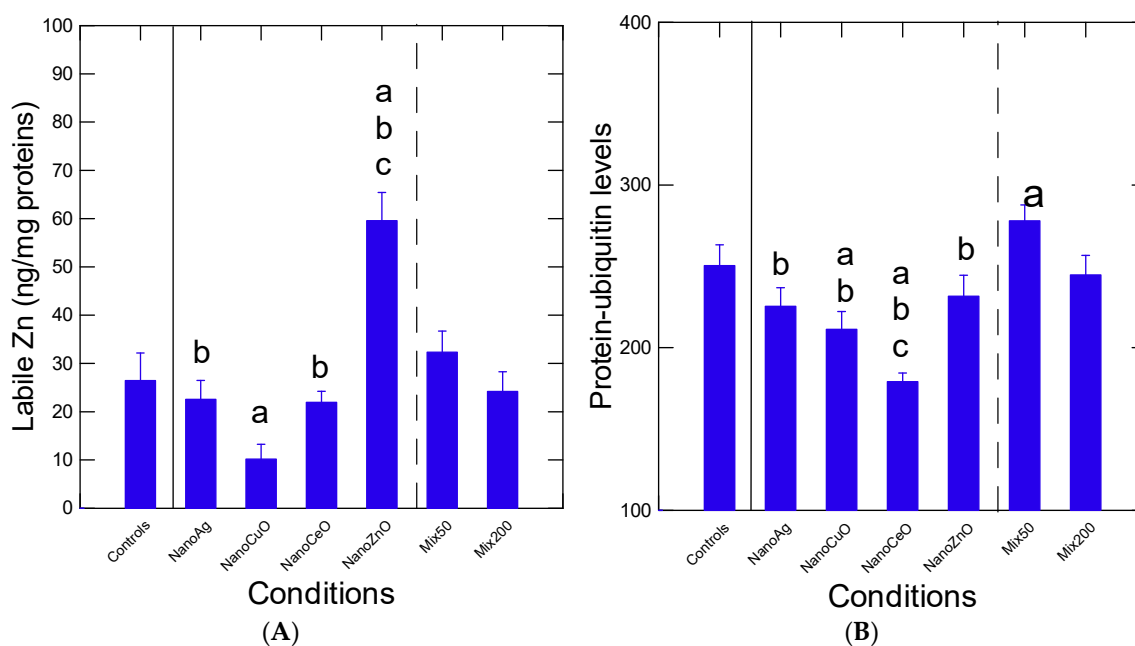 A
Labile Zn (ng/mg proteins)
100
90
80
70
60
50
40
30
20
10
0
b
a
b
a
b
c
Controls
NanoAg
NanoCuO
NanoCeO
NanoZnO
Mix50
Mix200
Conditions
(A)
B
Protein-ubiquitin levels
400
300
200
100
b
a
b
a
b
c
b
a
Controls
NanoAg
NanoCuO
NanoCeO
NanoZnO
Mix50
Mix200
Conditions
(B)